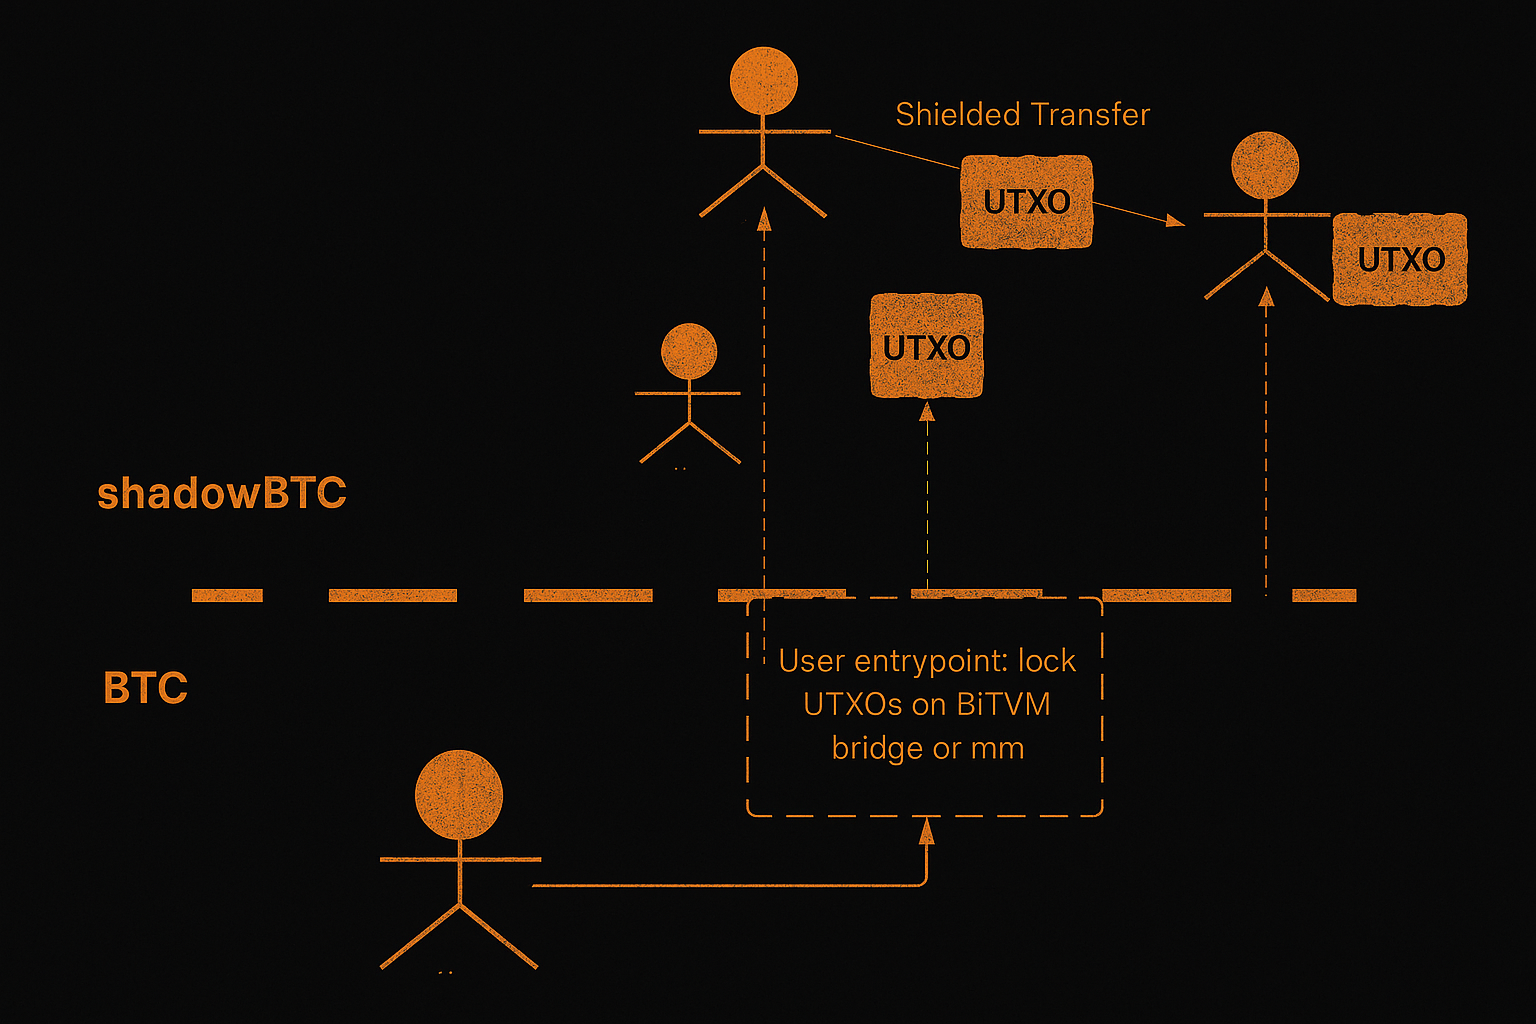 Shielded Transfer
UTXO
UTXO
UTXO
shadowBTC
BTC
User entrypoint: lock
UTXOs on BiTVM
bridge or mm